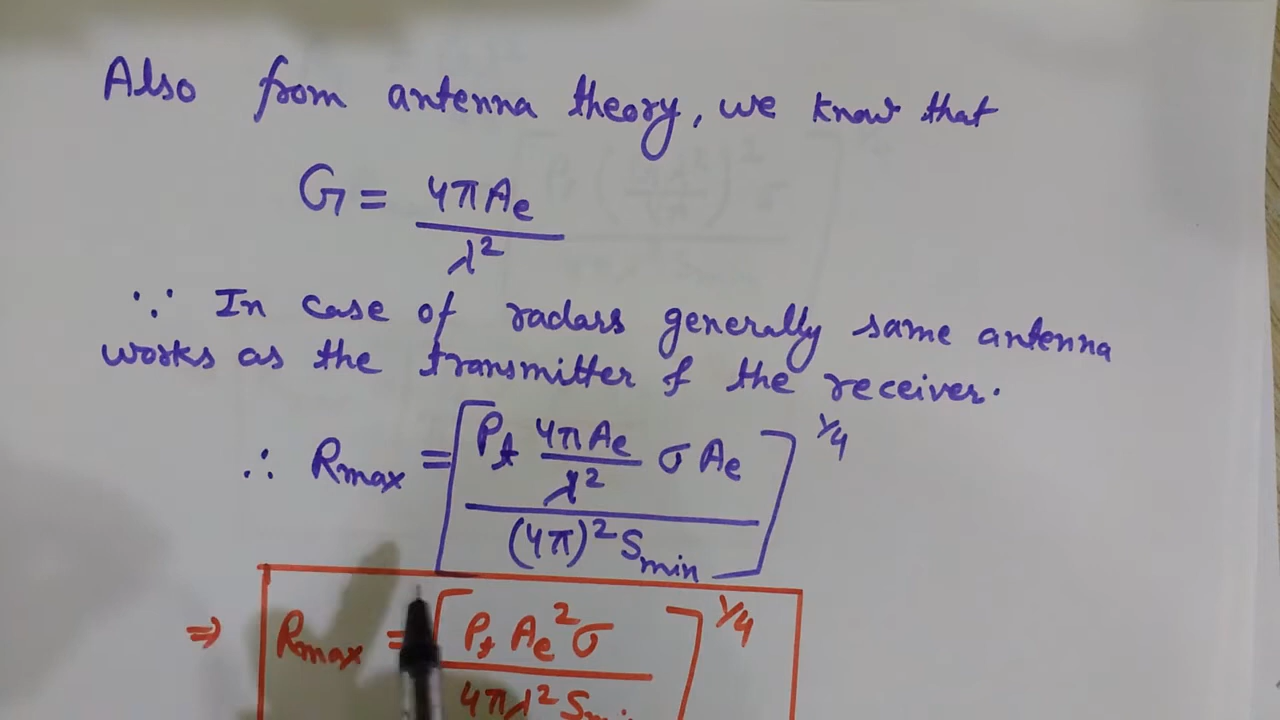 Also from antenna theory, we know that
G = 4πAe / λ²
∵ In case of radars generally same antenna
works as the transmitter & the receiver.
∴ Rmax = [Pt 4πAe/λ² σ Ae / (4π)² Smin]^1/4
⇒ Rmax = [Pt Ae² σ / 4πλ² Smin]^1/4